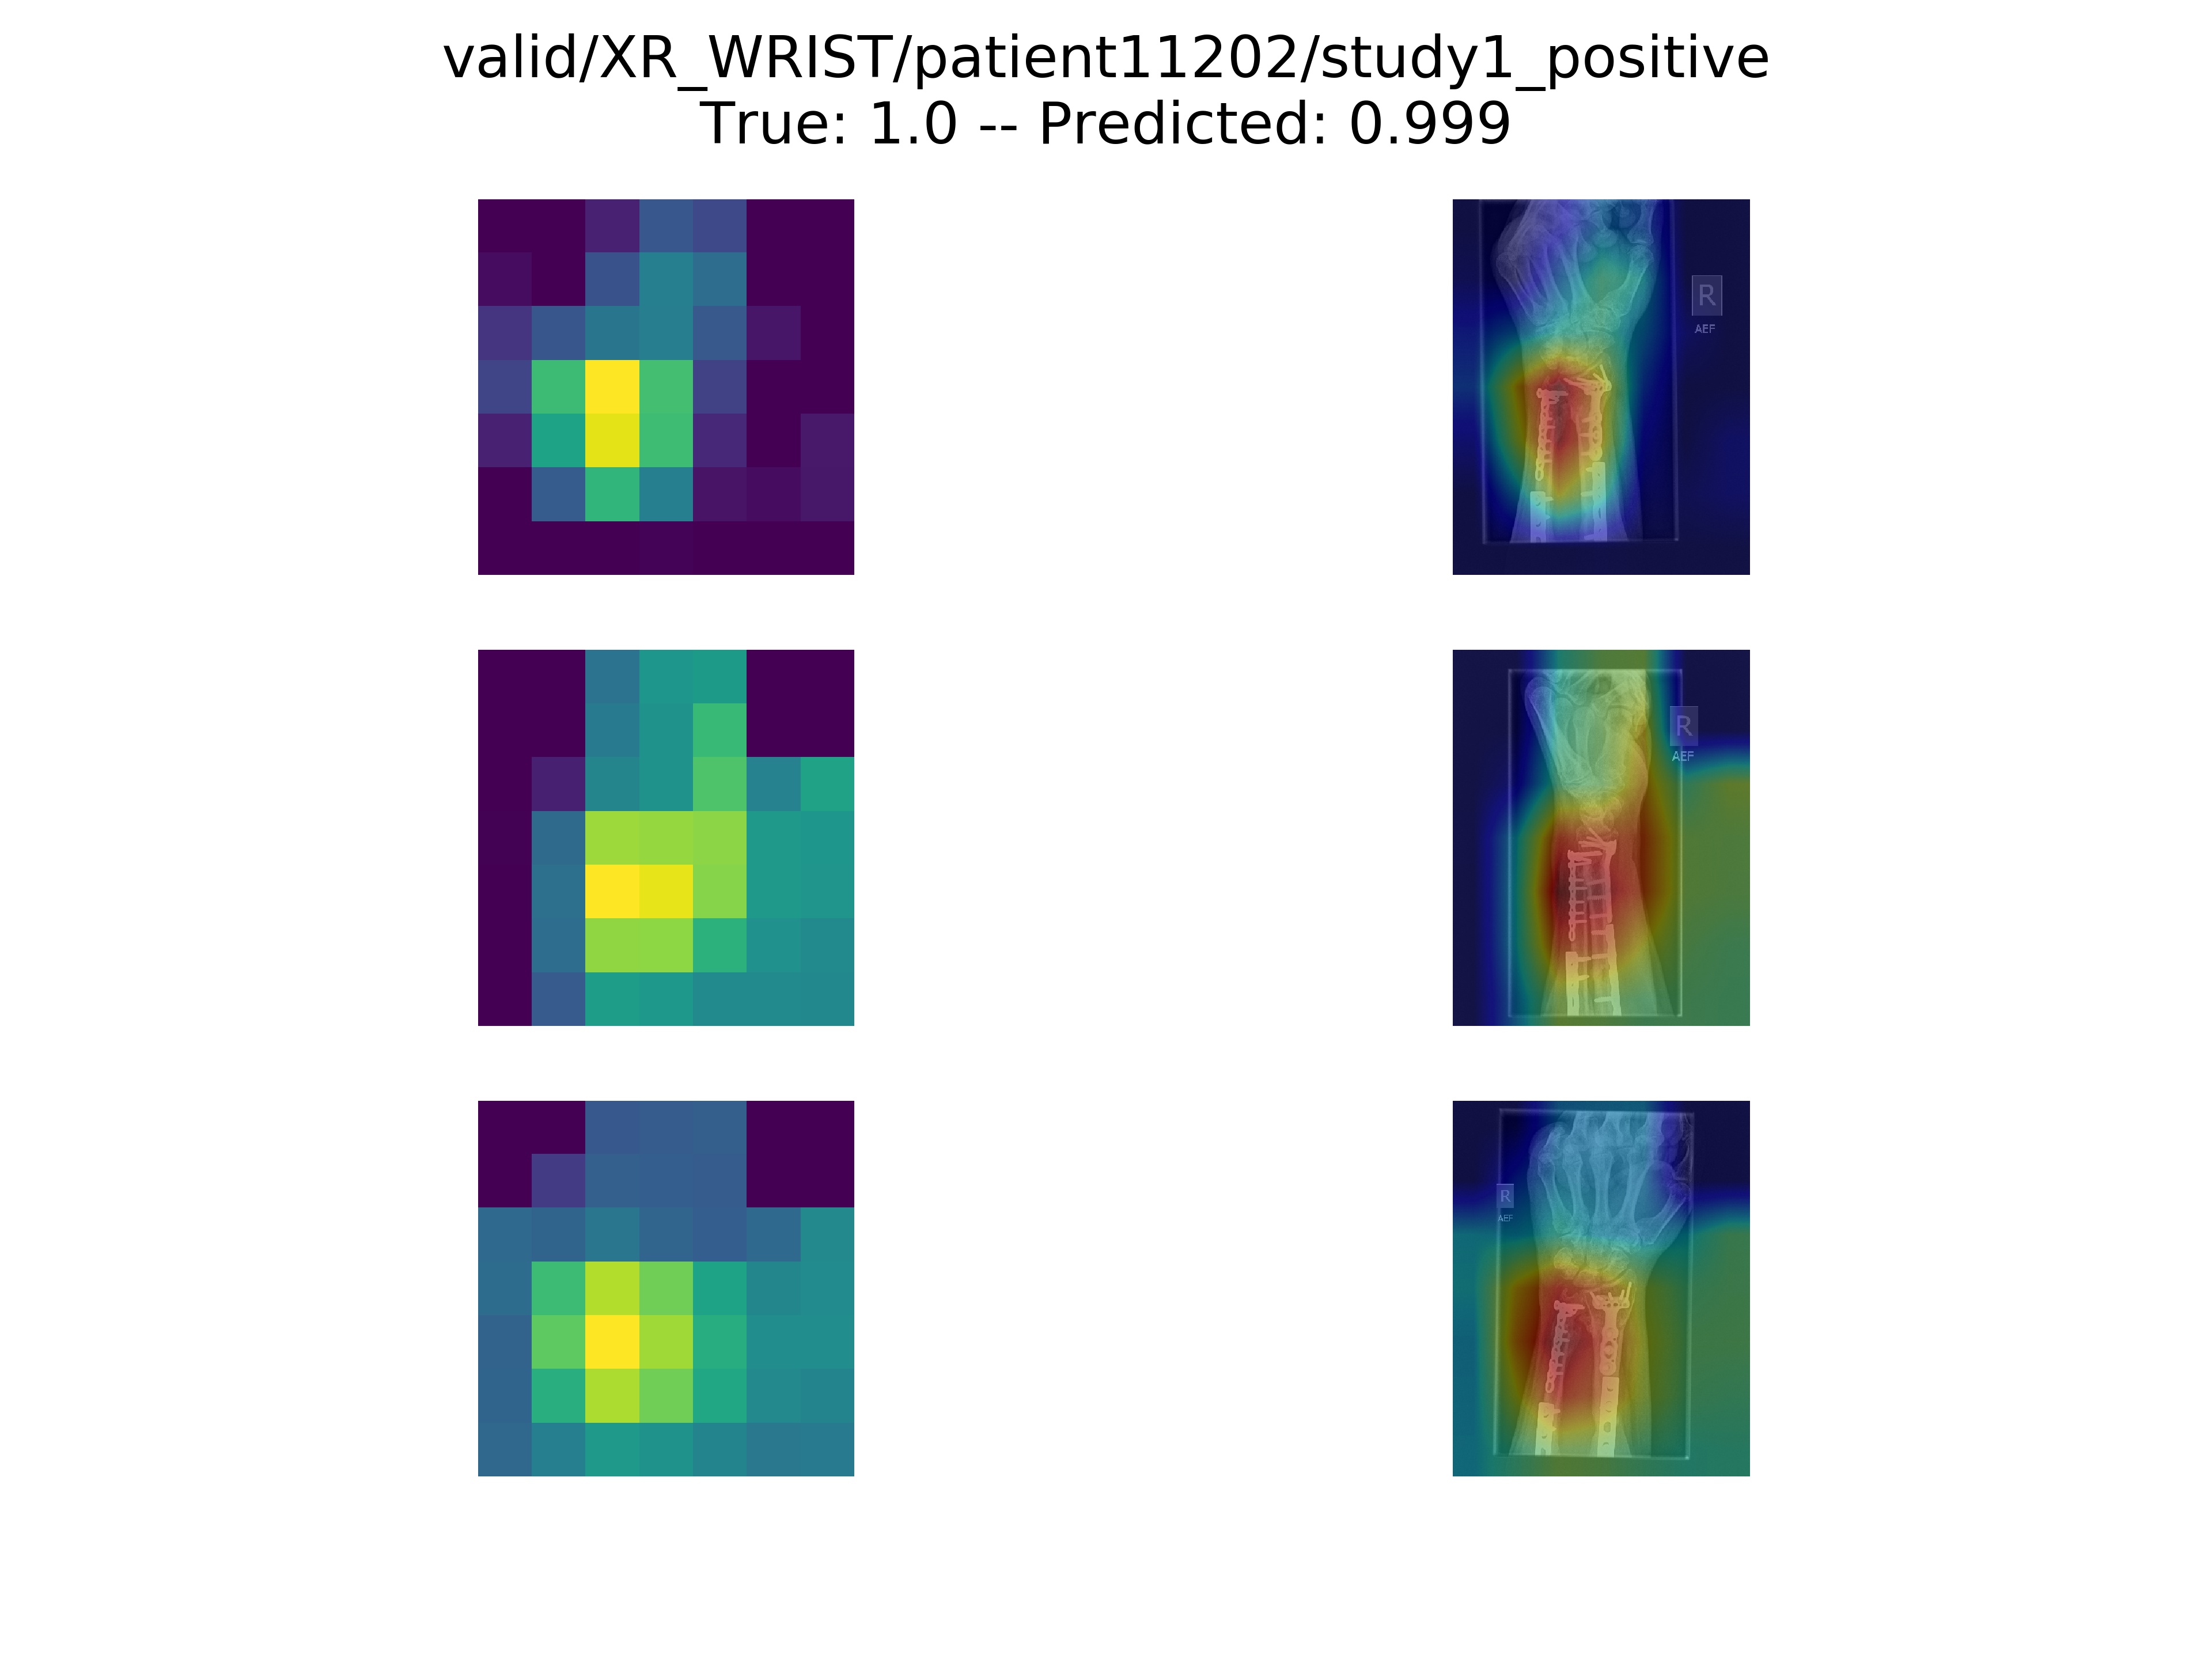 valid/XR_WRIST/patient11202/study1_positive
True: 1.0 -- Predicted: 0.999
R
AEF
R
AEF
R
AEF